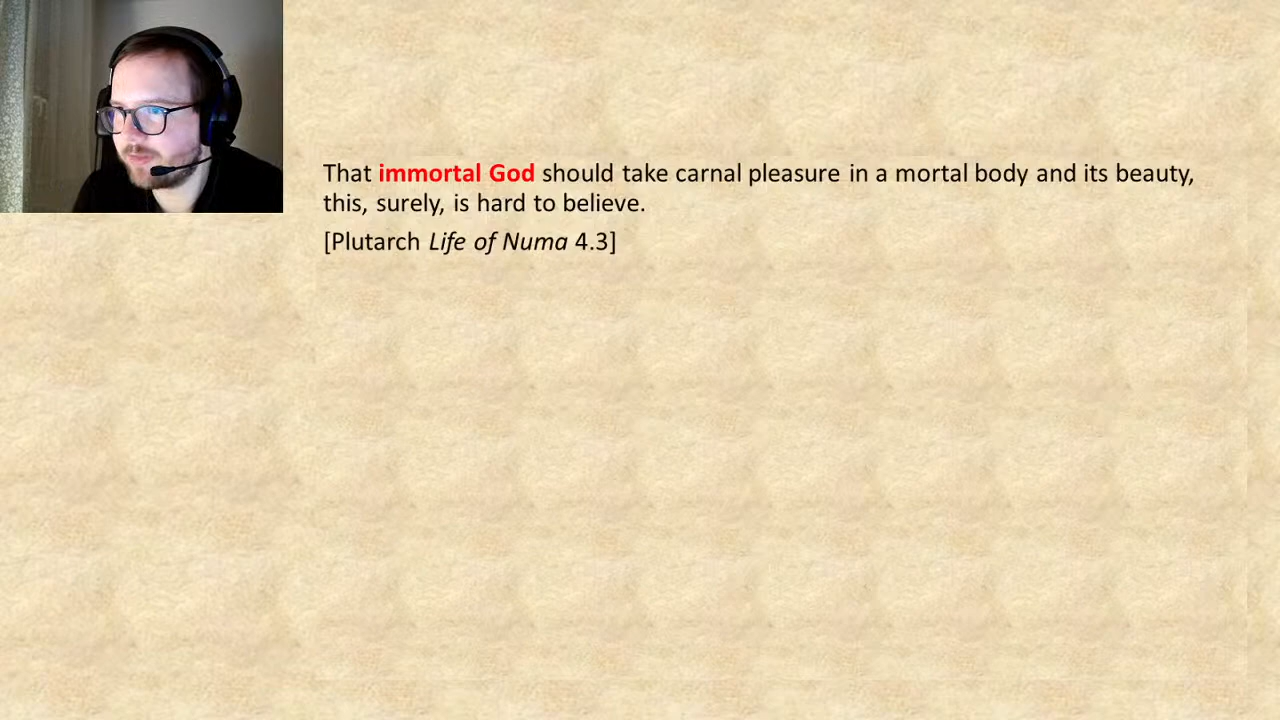 That immortal God should take carnal pleasure in a mortal body and its beauty,
this, surely, is hard to believe.
[Plutarch Life of Numa 4.3]